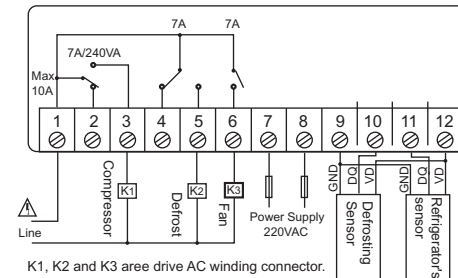 7A
7A
7A/240VA
Max.
10A
1 2 3 4 5 6 7 8 9 10 11 12
Compressor
K1
Defrost
K2
Fan
K3
Line
Power Supply
220VAC
GND
DQ
VD
GND
DQ
VD
Defrosting
Sensor
Refrigerator's
sensor
K1, K2 and K3 aree drive AC winding connector.